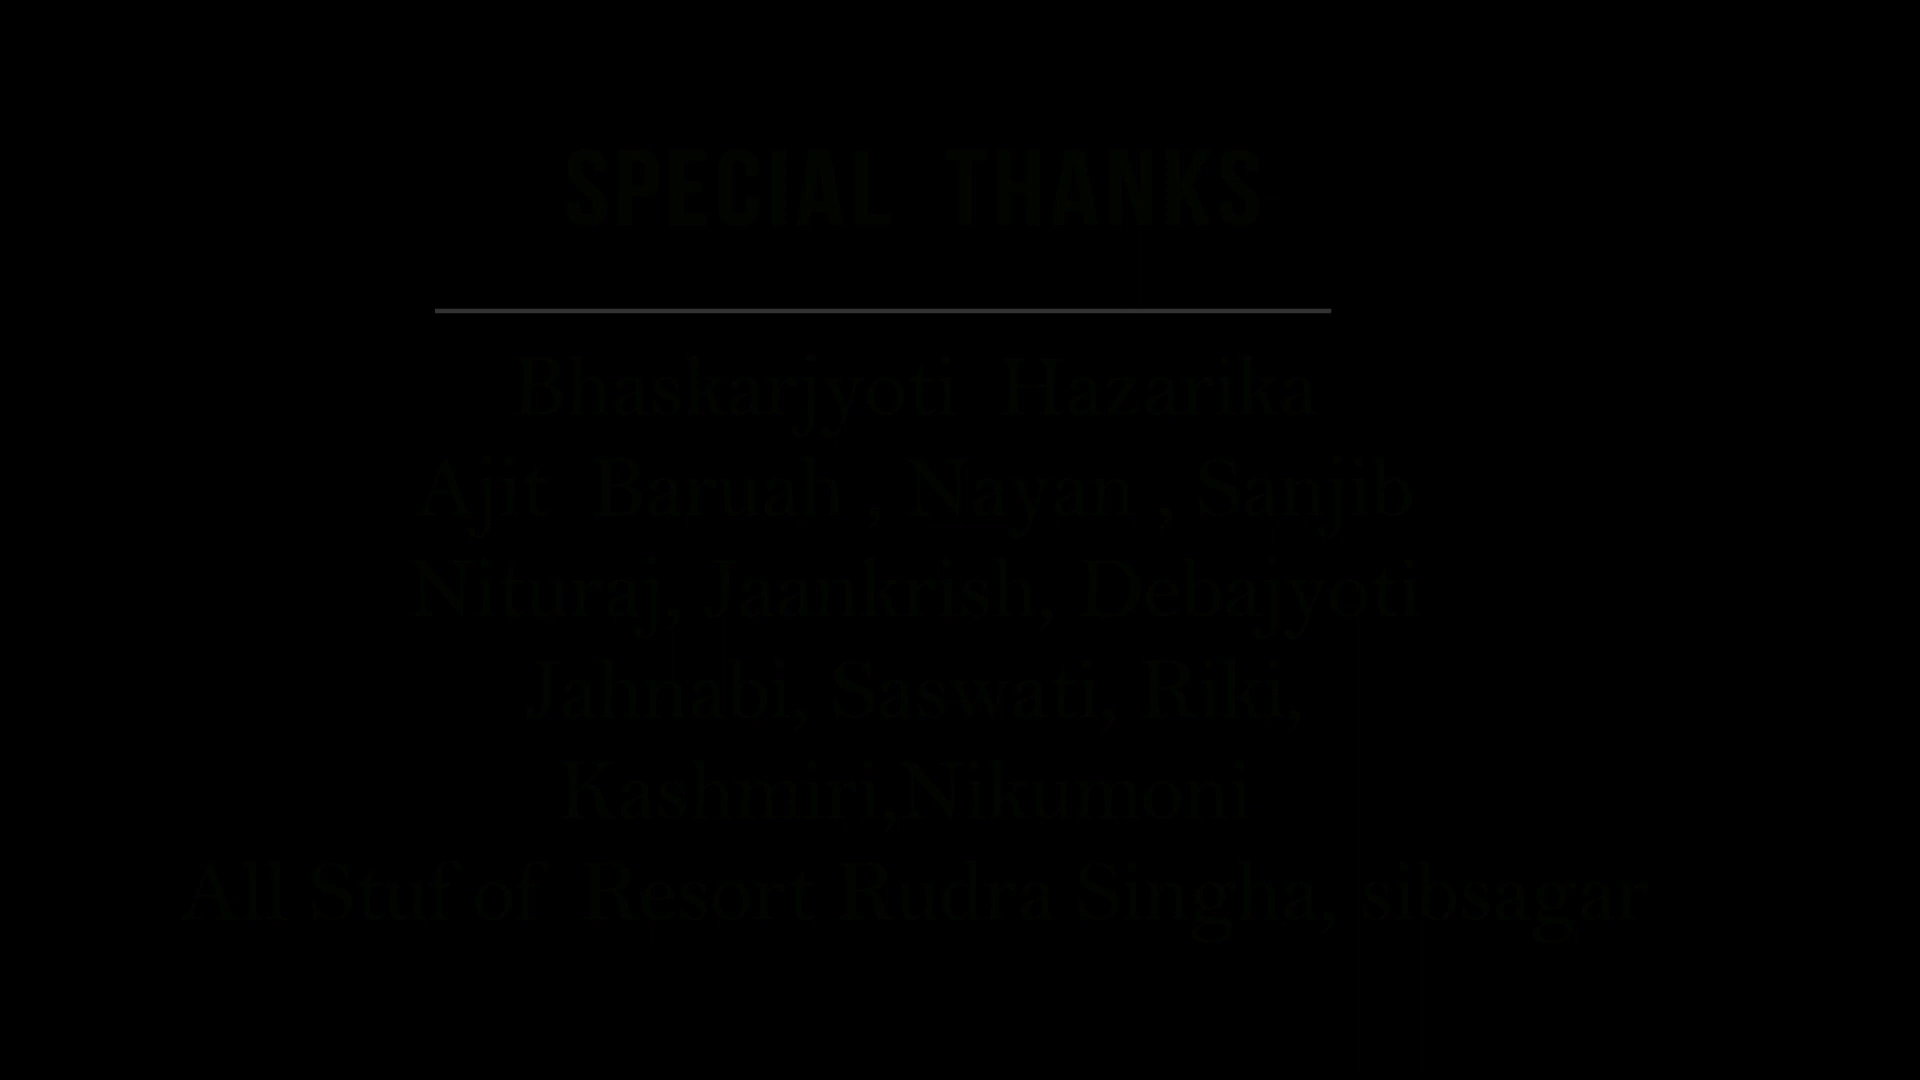 SPECIAL THANKS
Bhaskarjyoti Hazarika
Ajit Baruah , Nayan , Sanjib
Nituraj, Jaankrish, Debajyoti
Jahnabi, Saswati, Riki,
Kashmiri,Nikumoni
All Stuf of Resort Rudra Singha, sibsagar